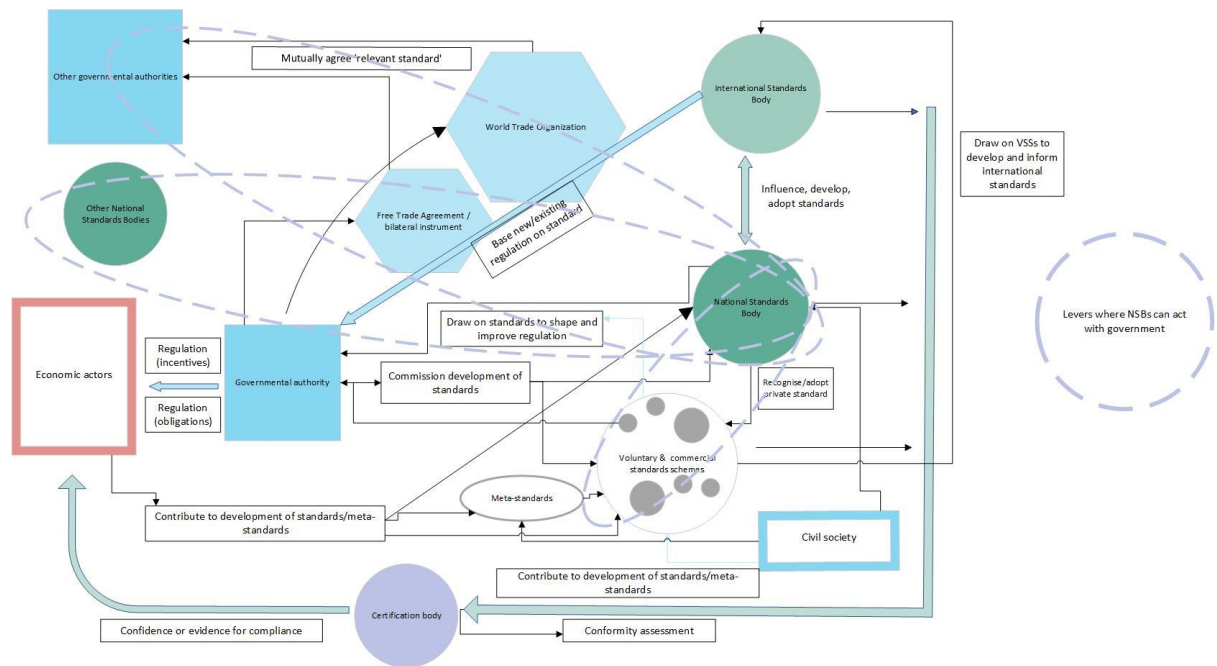 Other governmental authorities
Mutually agree 'relevant standard'
World Trade Organization
International Standards
Body
Draw on VSSs to
develop and inform
international
standards
Other National
Standards Bodies
Free Trade Agreement /
bilateral instrument
Base new/existing
regulation on standard
Influence, develop,
adopt standards
National Standards
Body
Levers where NSBs can act
with government
Economic actors
Regulation
(incentives)
Regulation
(obligations)
Governmental authority
Draw on standards to shape and
improve regulation
Commission development of
standards
Recognise/adopt
private standard
Voluntary & commercial
standards schemes
Meta-standards
Contribute to development of standards/meta-
standards
Civil society
Contribute to development of standards/meta-
standards
Certification body
Confidence or evidence for compliance
Conformity assessment